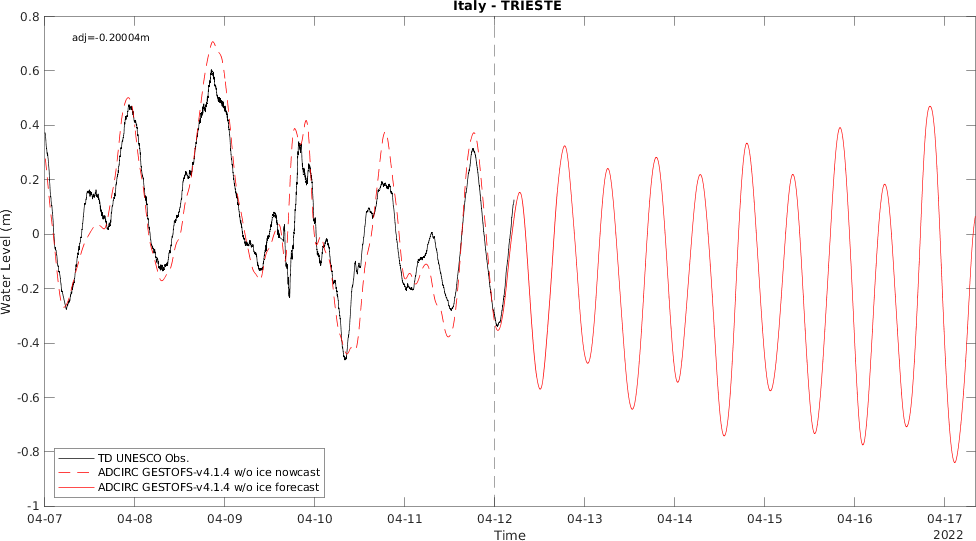 Italy - TRIESTE
adj=-0.20004m
0.8
0.6
0.4
0.2
0
-0.2
-0.4
-0.6
-0.8
-1
Water Level (m)
TD UNESCO Obs.
ADCIRC GESTOFS-v4.1.4 w/o ice nowcast
ADCIRC GESTOFS-v4.1.4 w/o ice forecast
04-07 04-08 04-09 04-10 04-11 04-12 04-13 04-14 04-15 04-16 04-17
Time
2022